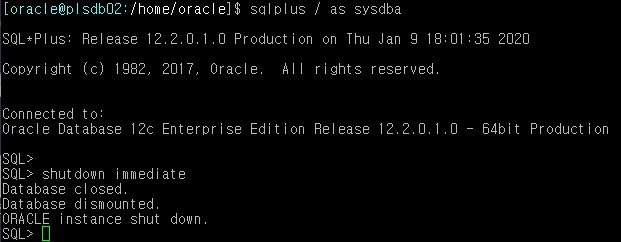 [oracle@plsdb02:/home/oracle]$ sqlplus / as sysdba
SQL*Plus: Release 12.2.0.1.0 Production on Thu Jan 9 18:01:35 2020
Copyright (c) 1982, 2017, Oracle.  All rights reserved.
Connected to:
Oracle Database 12c Enterprise Edition Release 12.2.0.1.0 - 64bit Production
SQL>
SQL> shutdown immediate
Database closed.
Database dismounted.
ORACLE instance shut down.
SQL>